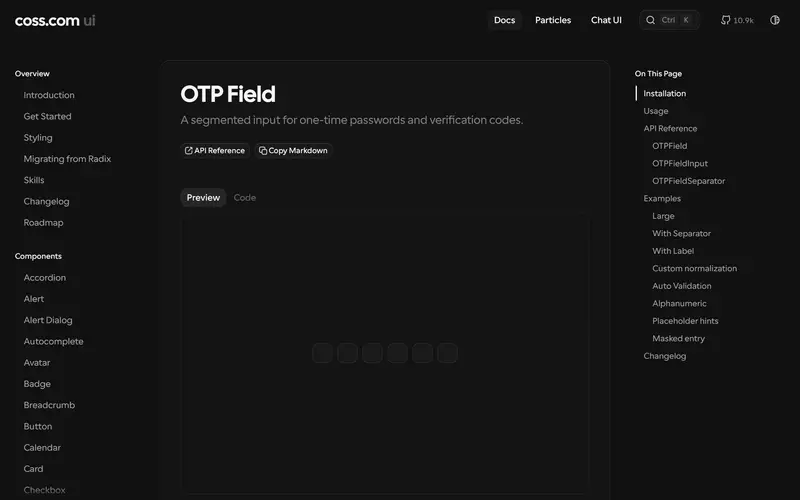 coss.com ui
Docs
Particles
Chat UI
Ctrl K
10.9k
Overview
Introduction
Get Started
Styling
Migrating from Radix
Skills
Changelog
Roadmap
Components
Accordion
Alert
Alert Dialog
Autocomplete
Avatar
Badge
Breadcrumb
Button
Calendar
Card
Checkbox
OTP Field
A segmented input for one-time passwords and verification codes.
API Reference
Copy Markdown
Preview
Code
On This Page
Installation
Usage
API Reference
OTPField
OTPFieldInput
OTPFieldSeparator
Examples
Large
With Separator
With Label
Custom normalization
Auto Validation
Alphanumeric
Placeholder hints
Masked entry
Changelog